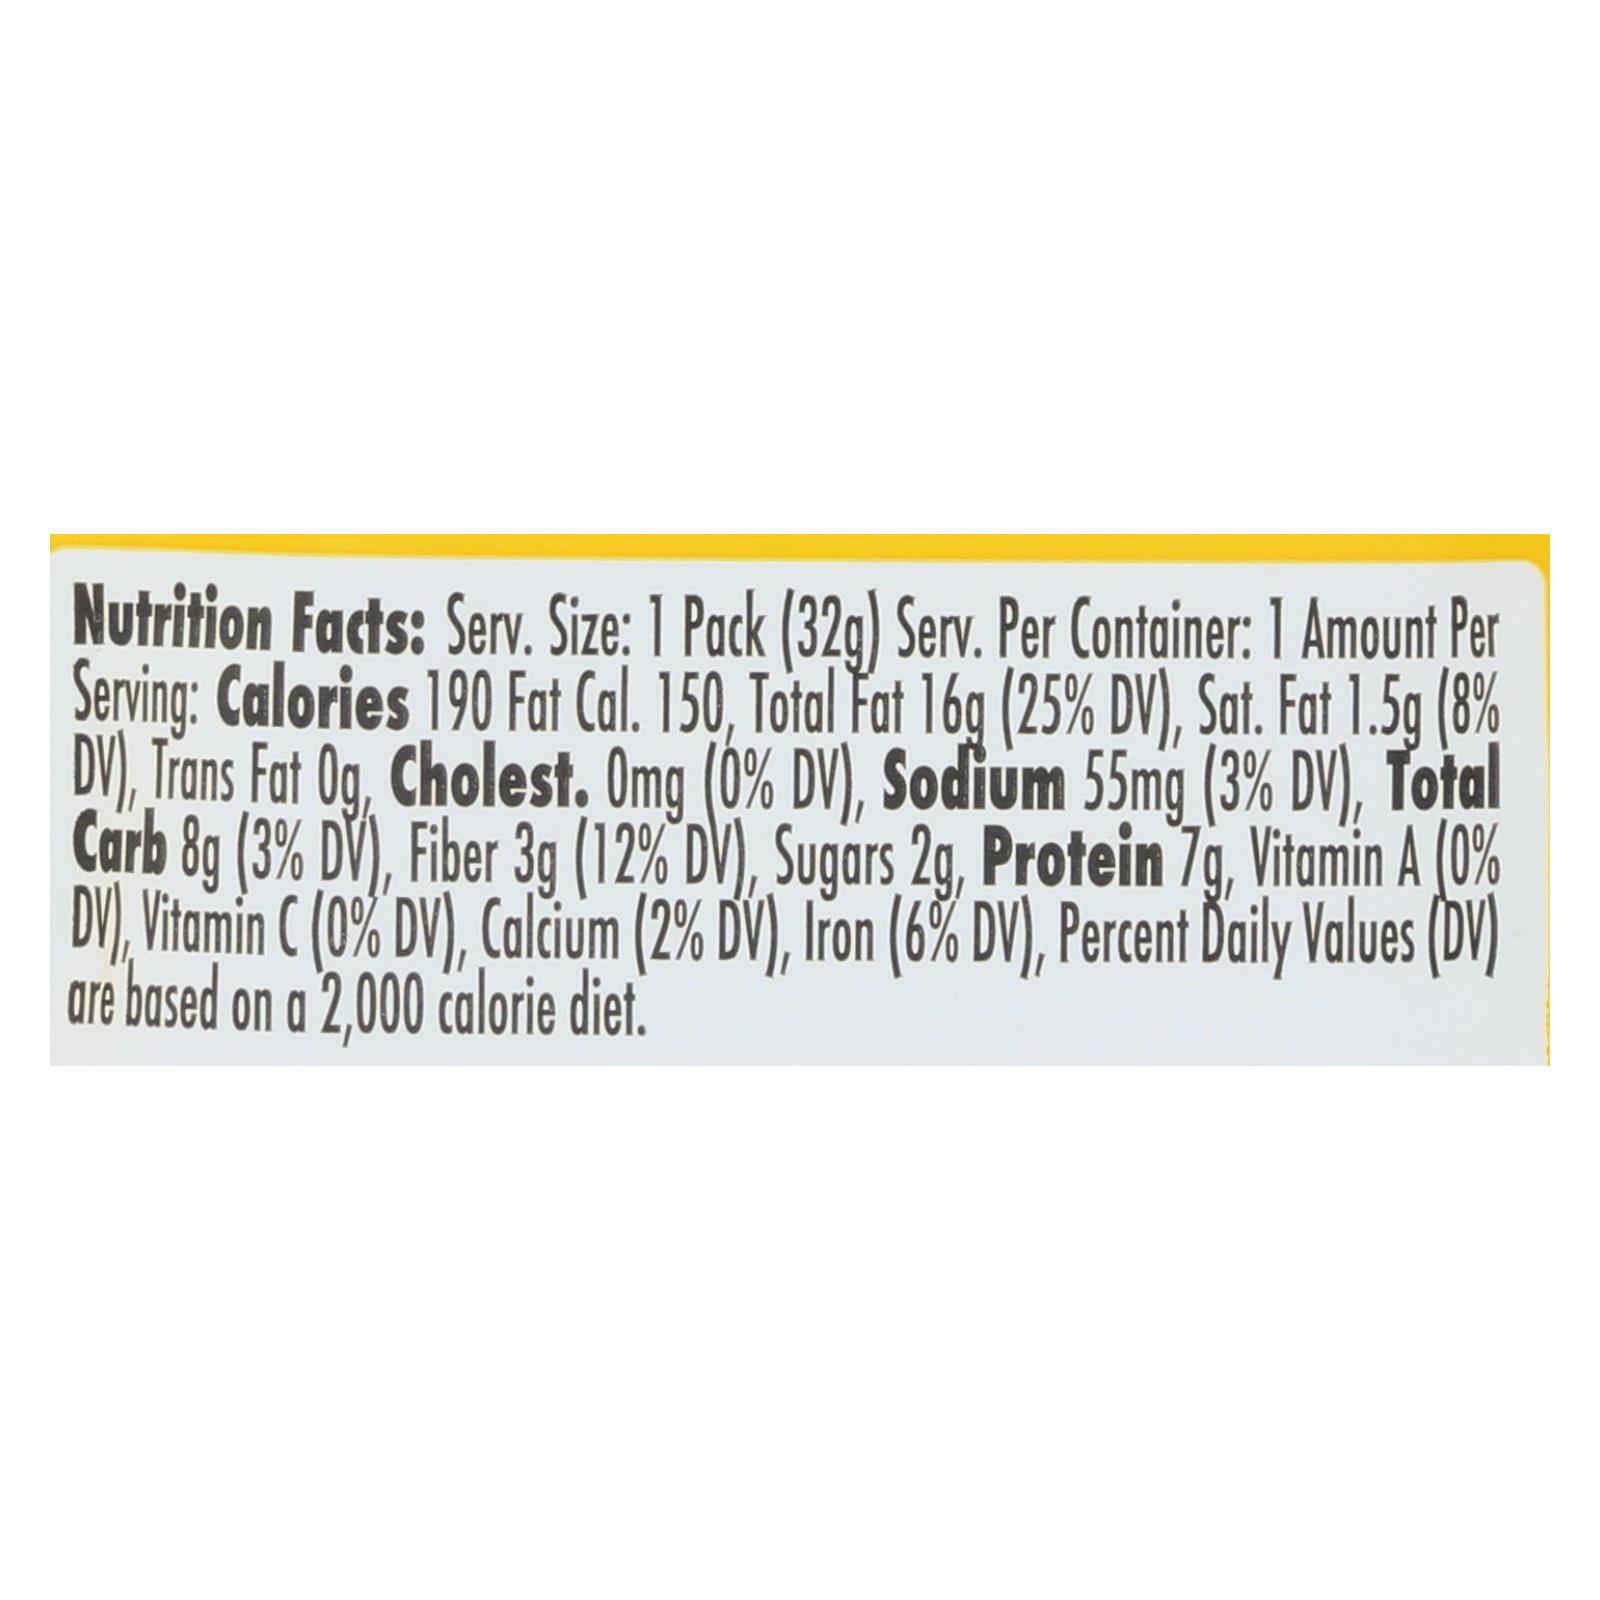 Nutrition Facts: Serv. Size: 1 Pack (32g) Serv. Per Container: 1 Amount Per
Serving: Calories 190 Fat Cal. 150, Total Fat 16g (25% DV), Sat. Fat 1.5g (8%
DV), Trans Fat 0g, Cholest. 0mg (0% DV), Sodium 55mg (3% DV), Total
Carb 8g (3% DV), Fiber 3g (12% DV), Sugars 2g, Protein 7g, Vitamin A (0%
DV), Vitamin C (0% DV), Calcium (2% DV), Iron (6% DV), Percent Daily Values (DV)
are based on a 2,000 calorie diet.